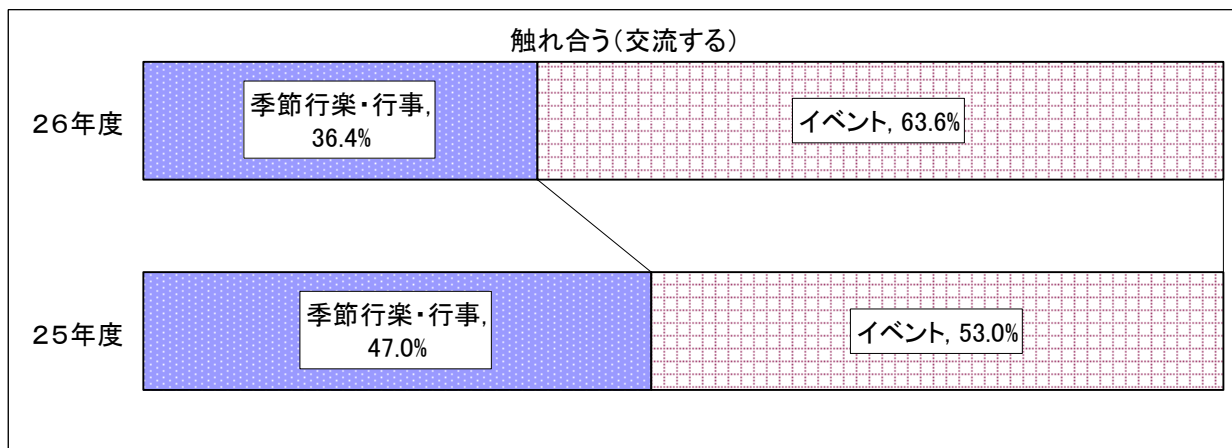 触れ合う(交流する)
26年度
季節行楽・行事,
36.4%
イベント, 63.6%
25年度
季節行楽・行事,
47.0%
イベント, 53.0%